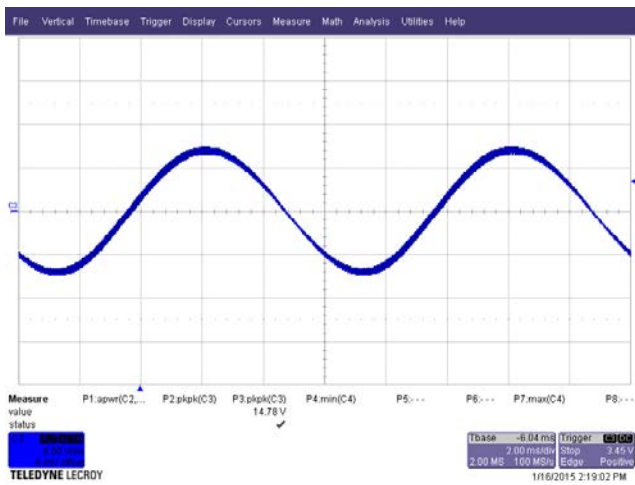 File Vertical Timebase Trigger Display Cursors Measure Math Analysis Utilities Help
Measure P1:apwr(C2,... P2:pkpk(C3) P3:pkpk(C3) P4:min(C4) P5:--- P6:--- P7:max(C4) P8:---
value 14.78 V
status
Tbase -6.04 ms Trigger C3 DC
2.00 ms/div Stop 3.45 V
2.00 MS 100 MS/s Edge Positive
TELEDYNE LECROY
1/16/2015 2:19:02 PM